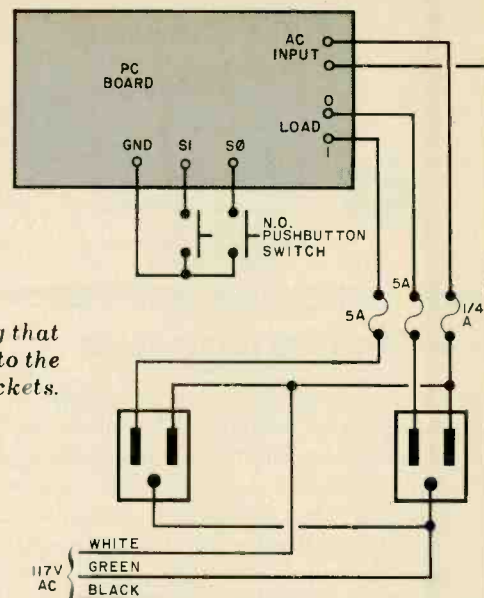 AC
INPUT
PC
BOARD
0
LOAD
1
GND S1 SØ
N.O.
PUSHBUTTON
SWITCH
5A
5A
1/4
A
y that
to the
ckets.
WHITE
117V
AC
GREEN
BLACK